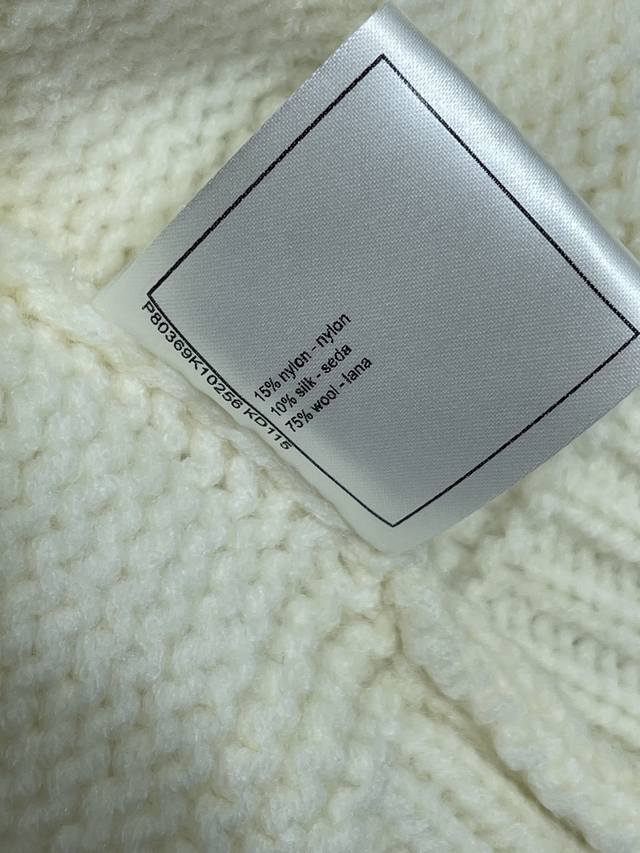 15% nylon - nylon
10% silk - seda
75% wool - lana
P80369K10256 KD115